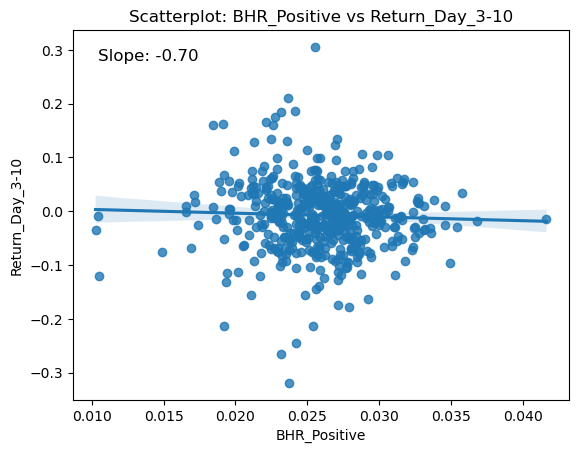 Scatterplot: BHR_Positive vs Return_Day_3-10
Slope: -0.70
Return_Day_3-10
0.3
0.2
0.1
0.0
−0.1
−0.2
−0.3
0.010 0.015 0.020 0.025 0.030 0.035 0.040
BHR_Positive